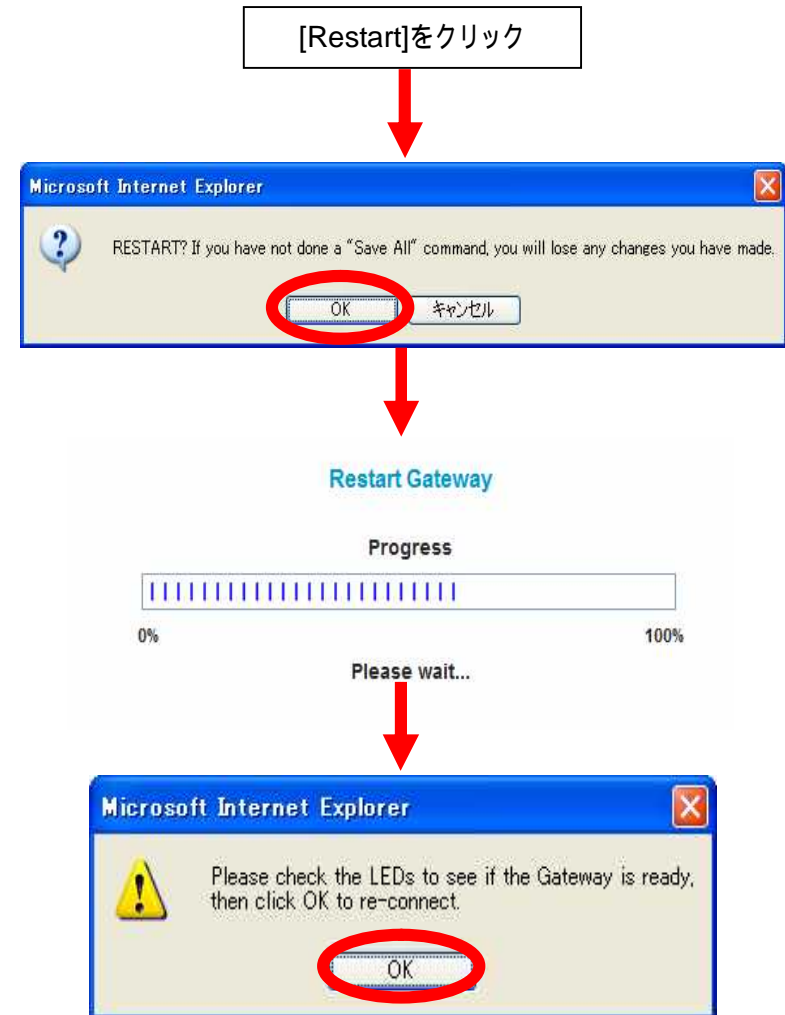 [Restart]をクリック
Microsoft Internet Explorer
RESTART? If you have not done a "Save All" command, you will lose any changes you have made.
OK キャンセル
Restart Gateway
Progress
0% 100%
Please wait...
Microsoft Internet Explorer
Please check the LEDs to see if the Gateway is ready,
then click OK to re-connect.
OK